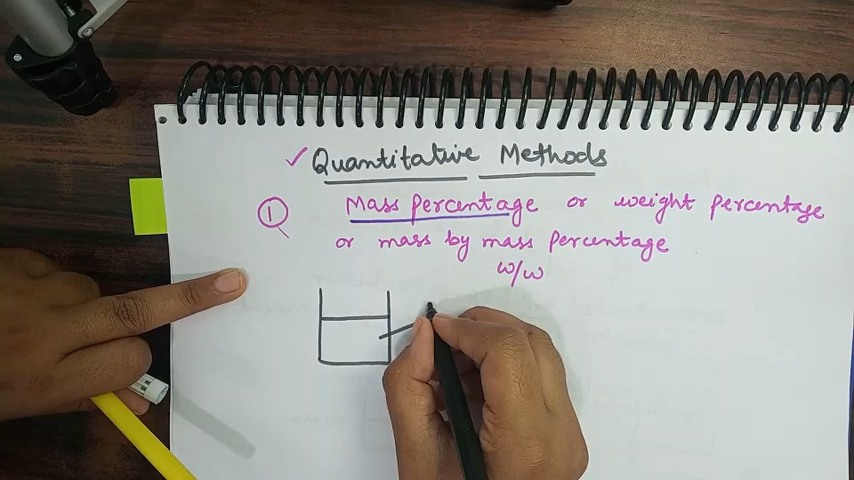 ✓ Quantitative Methods
① Mass percentage or weight percentage
or mass by mass percentage
w/w